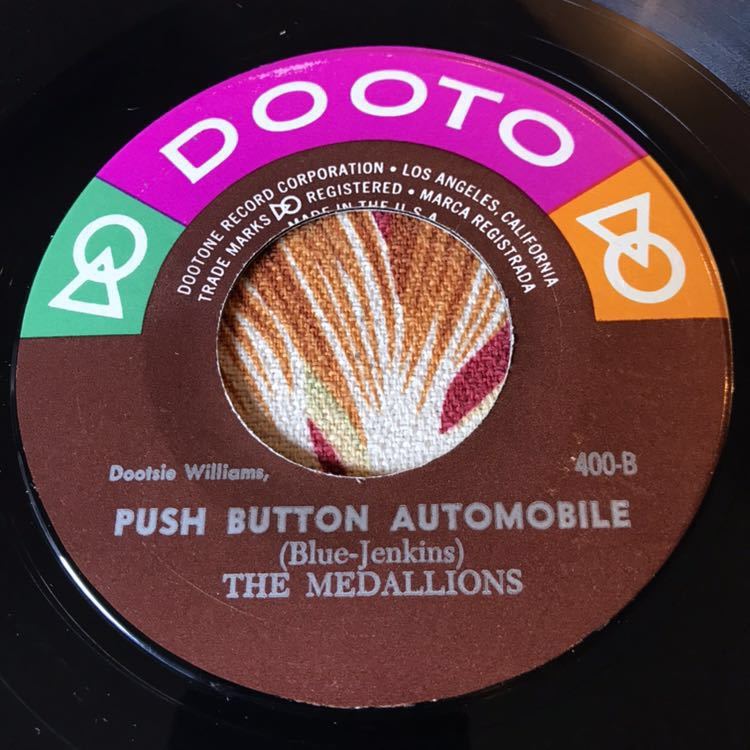 DOOTO
DOOTONE RECORD CORPORATION • LOS ANGELES, CALIFORNIA
TRADE MARKS REGISTERED • MARCA REGISTRADA
MADE IN THE U.S.A.
Dootsie Williams,
400-B
PUSH BUTTON AUTOMOBILE
(Blue-Jenkins)
THE MEDALLIONS